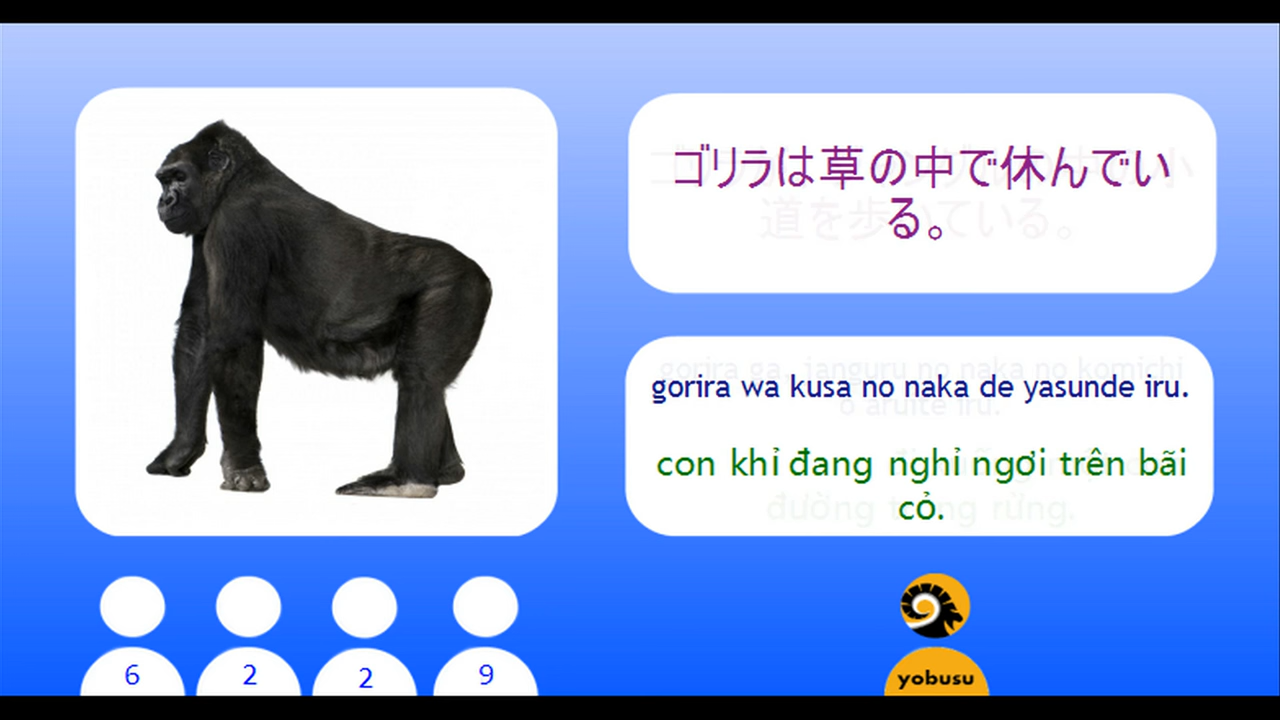 ゴリラは草の中で休んでい
る。
gorira wa kusa no naka de yasunde iru.
con khỉ đang nghỉ ngơi trên bãi
cỏ.
6
2
2
9
yobusu